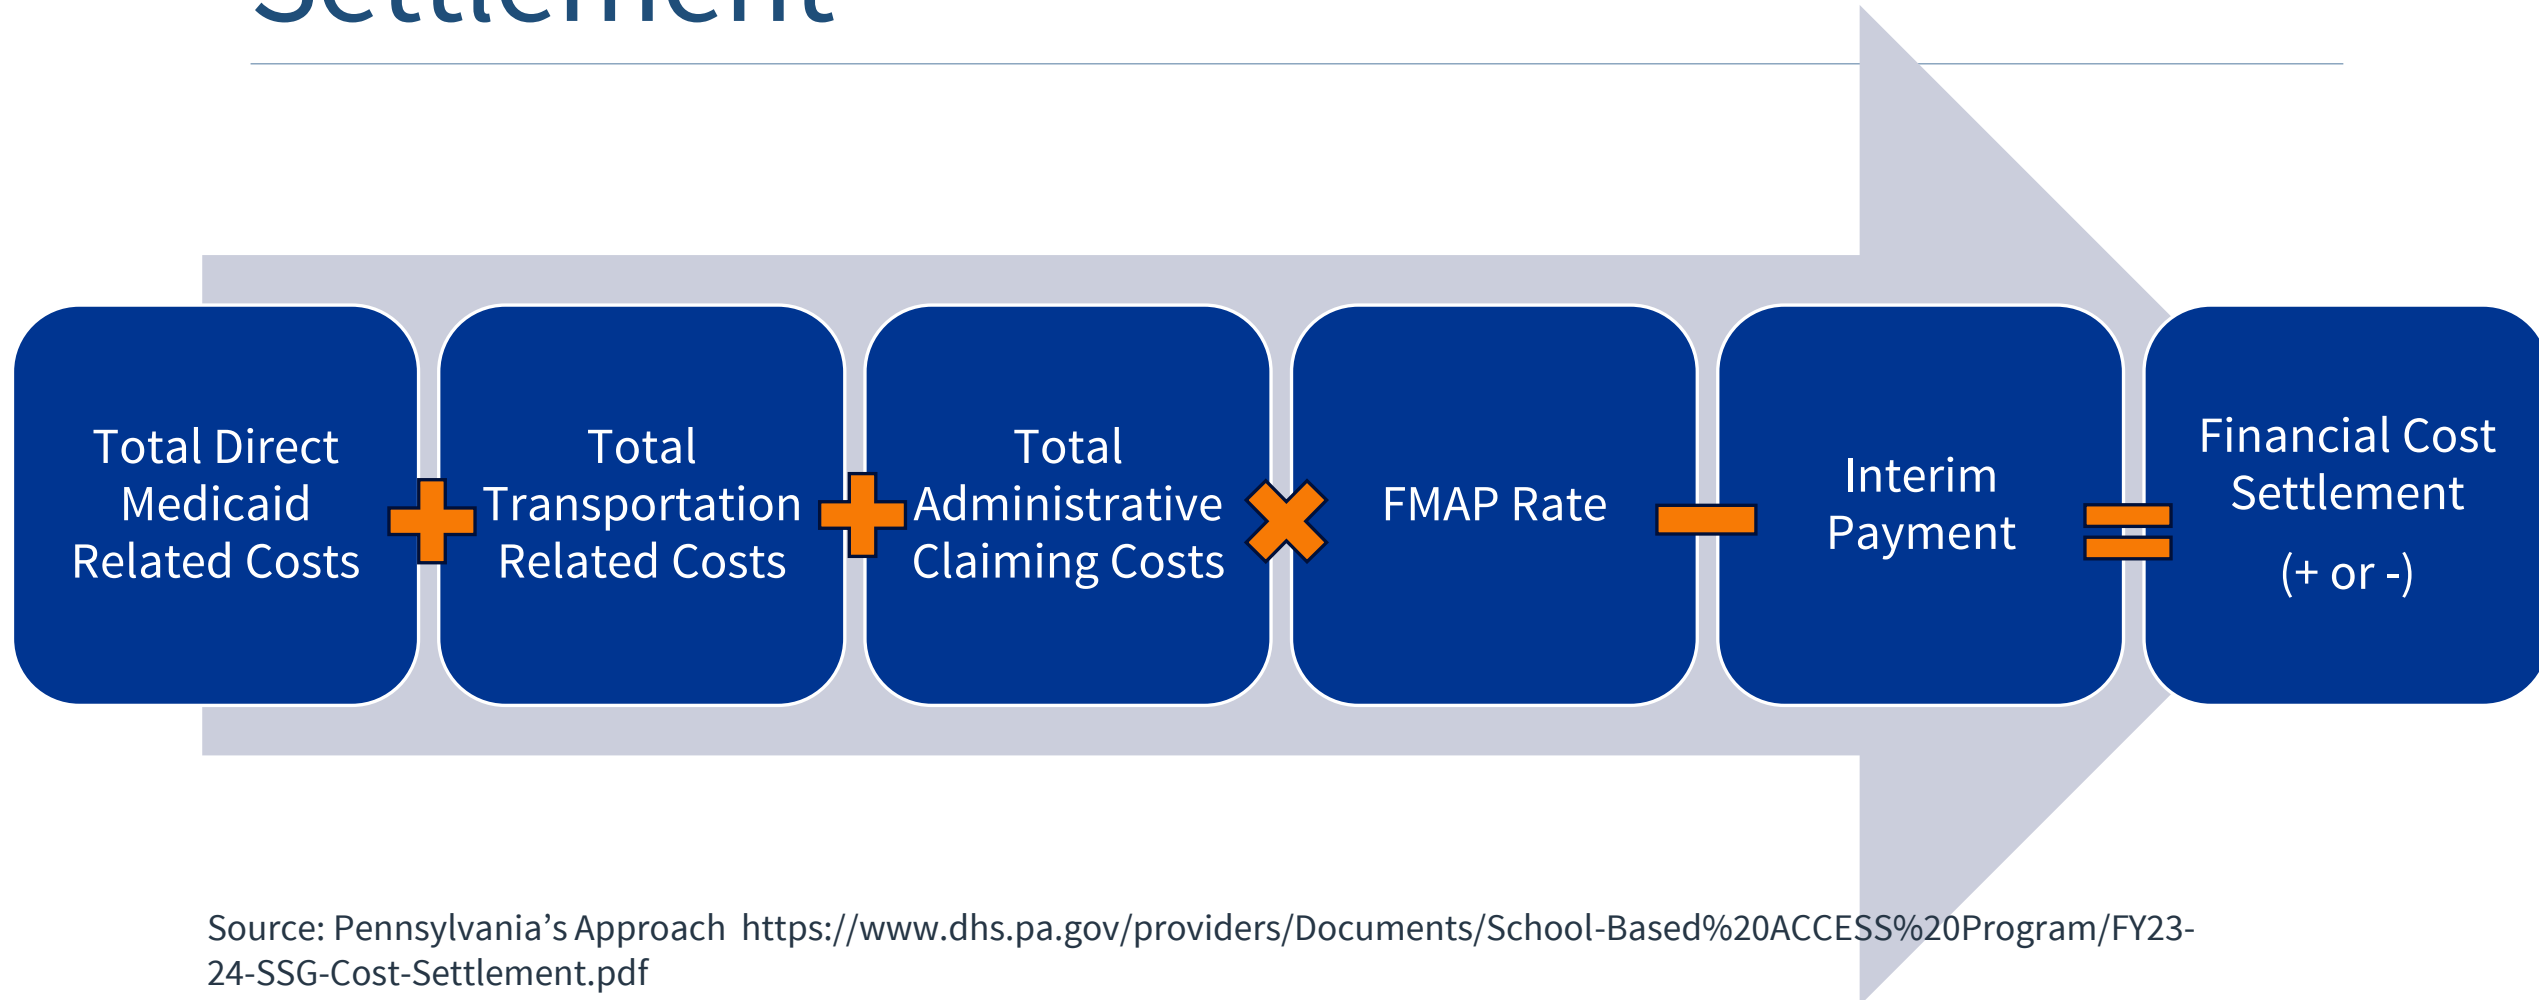 Settlement
Total Direct
Medicaid
Related Costs
Total
Transportation
Related Costs
Total
Administrative
Claiming Costs
FMAP Rate
Interim
Payment
Financial Cost
Settlement
(+ or -)
Source: Pennsylvania’s Approach  https://www.dhs.pa.gov/providers/Documents/School-Based%20ACCESS%20Program/FY23-
24-SSG-Cost-Settlement.pdf